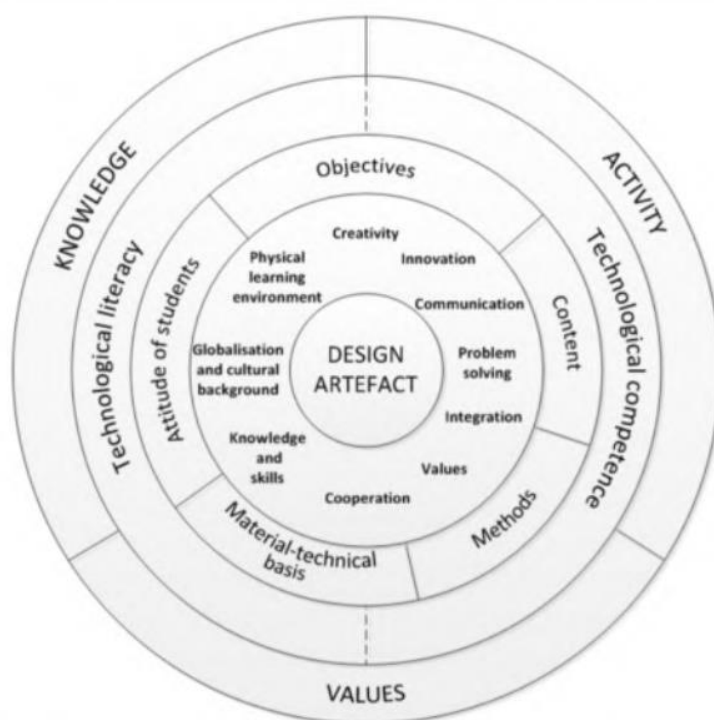 KNOWLEDGE
ACTIVITY
VALUES
Technological literacy
Technological competence
Objectives
Content
Methods
Material-technical
basis
Attitude of students
Creativity
Innovation
Communication
Problem
solving
Integration
Values
Cooperation
Knowledge
and
skills
Globalisation
and cultural
background
Physical
learning
environment
DESIGN
ARTEFACT